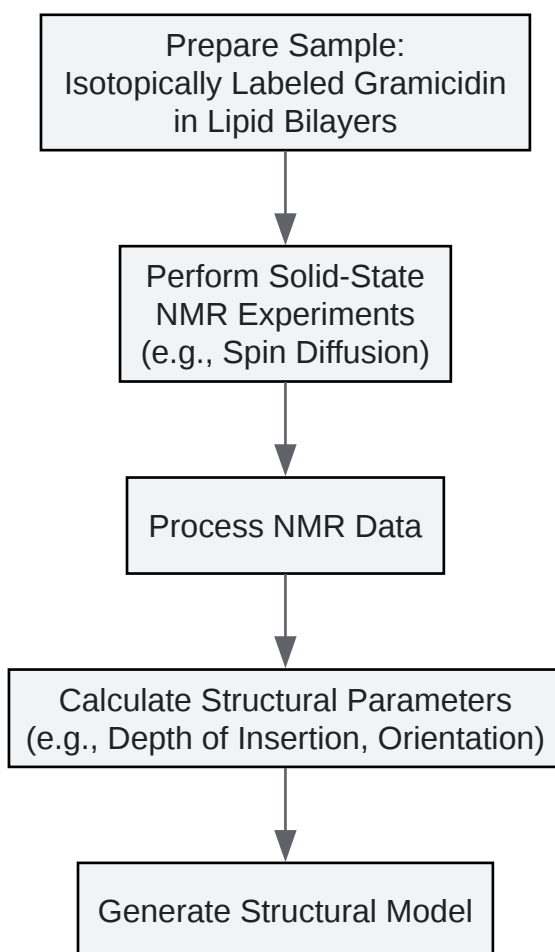 Prepare Sample:
Isotopically Labeled Gramicidin
in Lipid Bilayers
Perform Solid-State
NMR Experiments
(e.g., Spin Diffusion)
Process NMR Data
Calculate Structural Parameters
(e.g., Depth of Insertion, Orientation)
Generate Structural Model